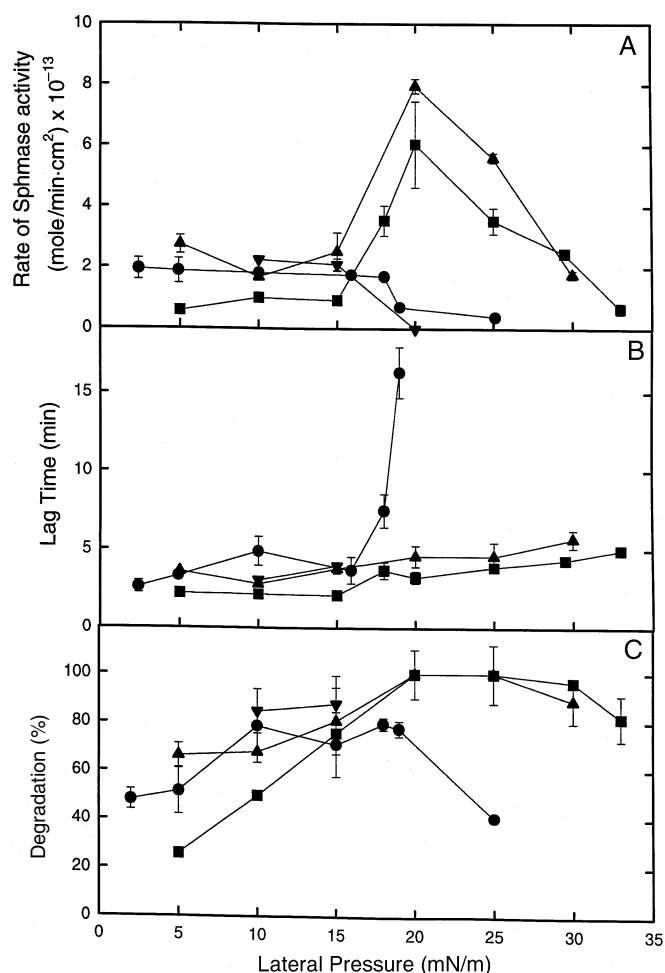 A
10
8
6
4
2
0
Rate of Sphmase activity
(mole/min·cm²) x 10⁻¹³
B
15
10
5
0
Lag Time (min)
C
100
80
60
40
20
0
Degradation (%)
0 5 10 15 20 25 30 35
Lateral Pressure (mN/m)